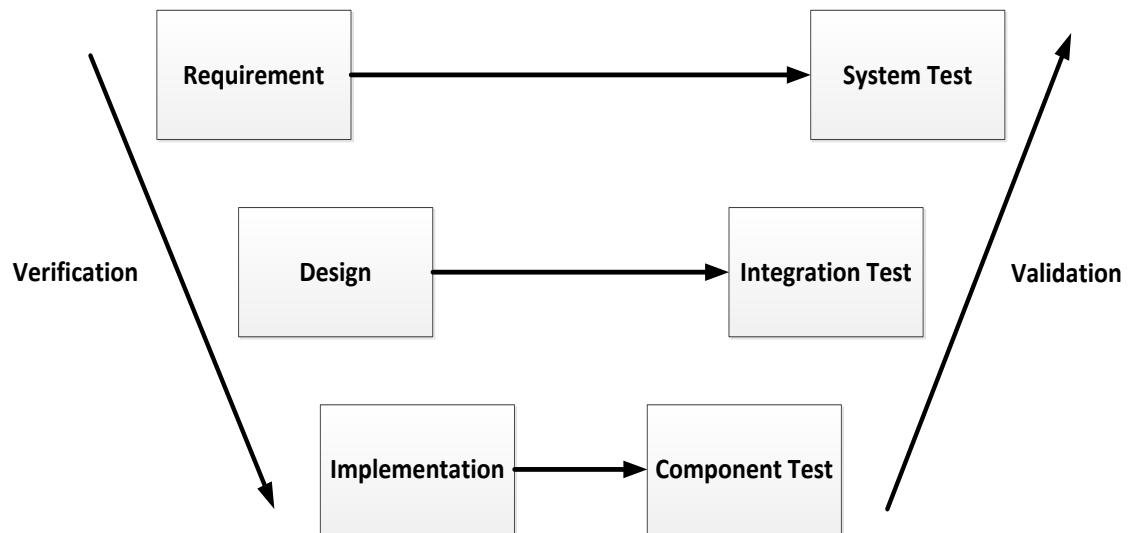 Requirement
System Test
Verification
Design
Integration Test
Validation
Implementation
Component Test